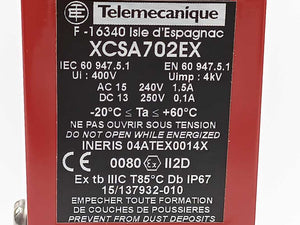 Telemecanique
F -16340 Isle d'Espagnac
XCSA702EX
IEC 60 947.5.1 EN 60 947.5.1
Ui : 400V Uimp : 4kV
AC 15 240V 1.5A
DC 13 250V 0,1A
-20°C ≤ Ta ≤ +60°C
NE PAS OUVRIR SOUS TENSION
DO NOT OPEN WHILE ENERGIZED
INERIS 04ATEX0014X
CE 0080 Ex II2D
Ex tb IIIC T85°C Db IP67
15/137932-010
EMPECHER TOUTE FORMATION
DE COUCHES DE POUSSIERES
PREVENT FROM DUST LAYER